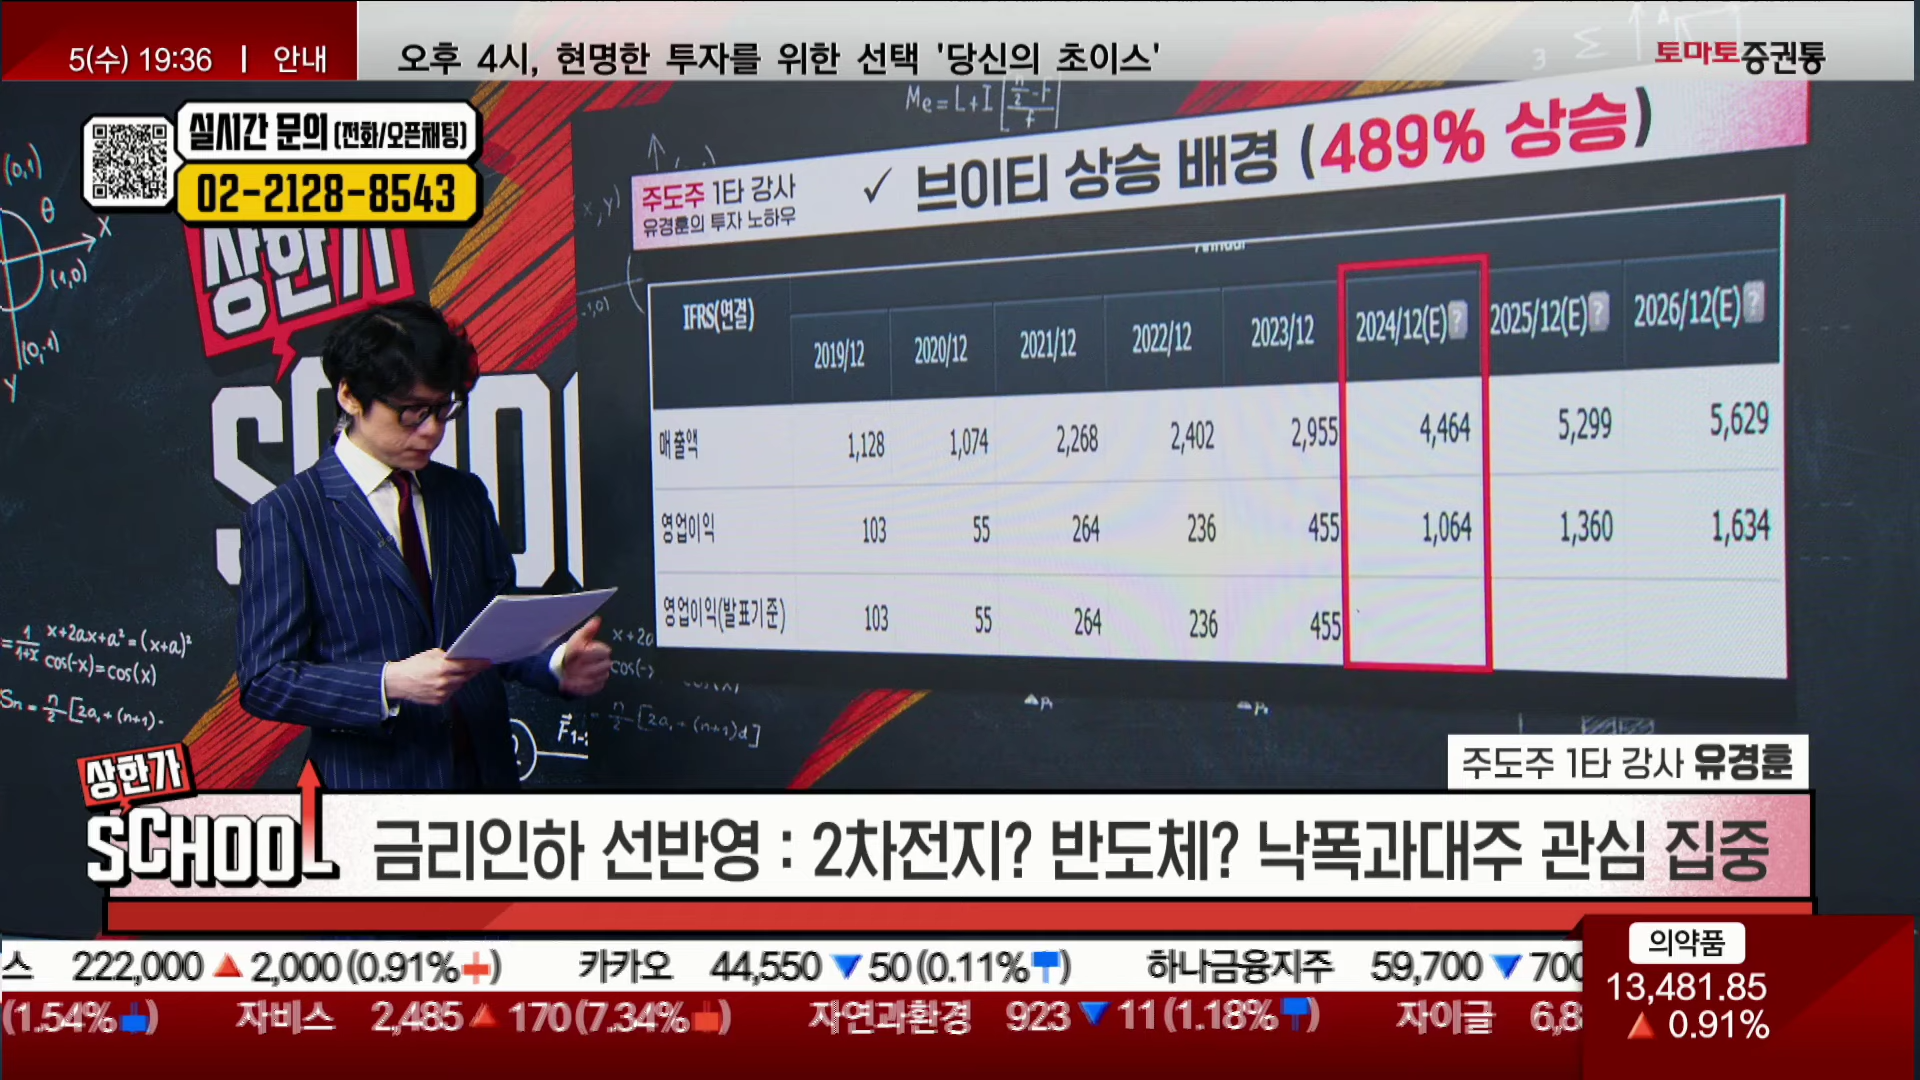 5(수) 19:36 | 안내
오후 4시, 현명한 투자를 위한 선택 '당신의 초이스'
토마토증권통
실시간 문의 (전화/오픈채팅)
02-2128-8543
상한가
주도주 1타 강사
유경훈의 투자 노하우
✓ 브이티 상승 배경 (489% 상승)
Annual
IFRS(연결) 2019/12 2020/12 2021/12 2022/12 2023/12 2024/12(E) ? 2025/12(E) ? 2026/12(E) ?
매출액 1,128 1,074 2,268 2,402 2,955 4,464 5,299 5,629
영업이익 103 55 264 236 455 1,064 1,360 1,634
영업이익(발표기준) 103 55 264 236 455
주도주 1타 강사 유경훈
상한가
SCHOOL
금리인하 선반영 : 2차전지? 반도체? 낙폭과대주 관심 집중
스 222,000 ▲ 2,000 (0.91%) 카카오 44,550 ▼ 50 (0.11%) 하나금융지주 59,700 ▼ 700
(1.54%) 자비스 2,485 ▲ 170 (7.34%) 자연과환경 923 ▼ 11 (1.18%) 자이글 6,8
의약품
13,481.85
▲ 0.91%